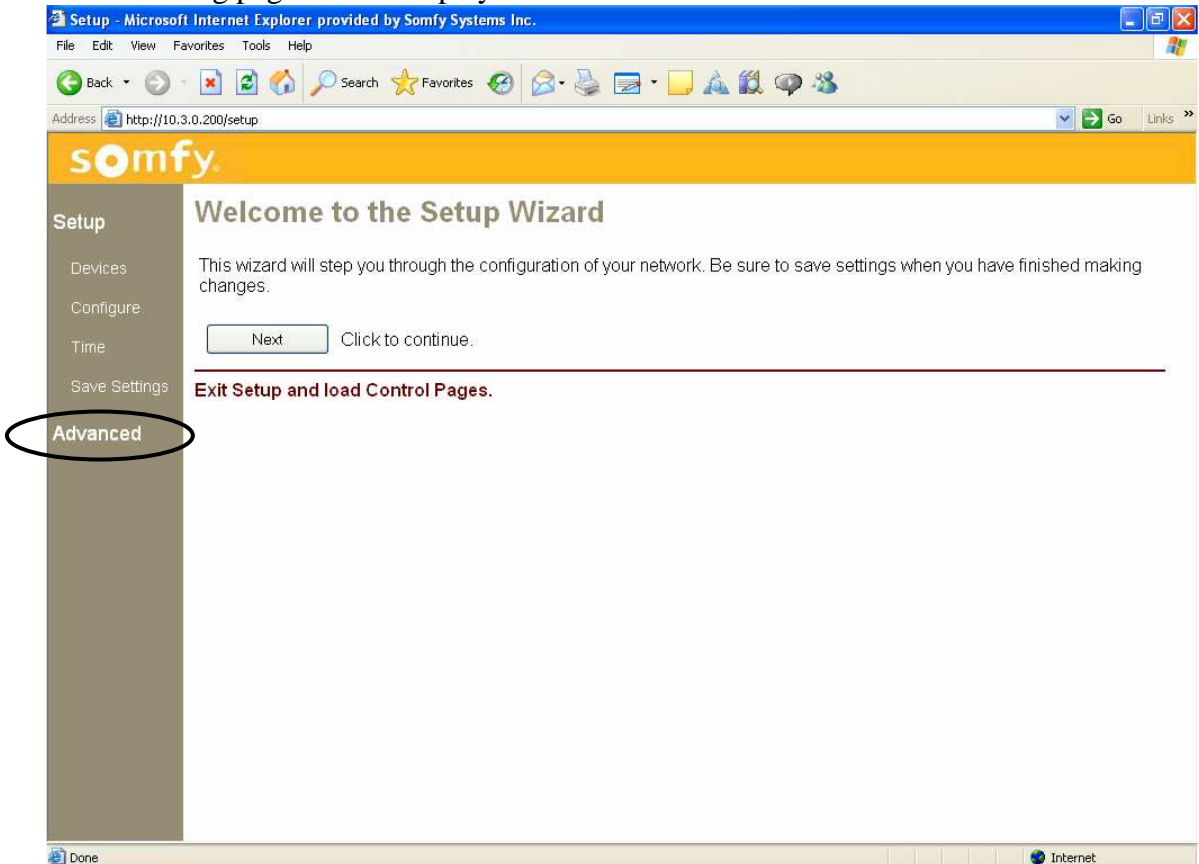 Setup - Microsoft Internet Explorer provided by Somfy Systems Inc.
File Edit View Favorites Tools Help
Back Search Favorites
Address http://10.3.0.200/setup Go Links »
somfy.
Setup
Devices
Configure
Time
Save Settings
Advanced
Welcome to the Setup Wizard
This wizard will step you through the configuration of your network. Be sure to save settings when you have finished making
changes.
Next Click to continue.
Exit Setup and load Control Pages.
Done Internet